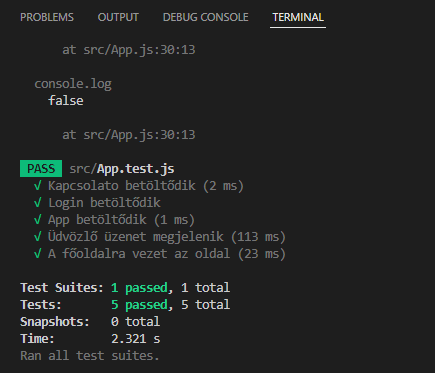 PROBLEMS OUTPUT DEBUG CONSOLE TERMINAL
at src/App.js:30:13
console.log
false
at src/App.js:30:13
PASS src/App.test.js
√ Kapcsolato betöltődik (2 ms)
√ Login betöltődik
√ App betöltődik (1 ms)
√ Üdvözlő üzenet megjelenik (113 ms)
√ A főoldalra vezet az oldal (23 ms)
Test Suites: 1 passed, 1 total
Tests: 5 passed, 5 total
Snapshots: 0 total
Time: 2.321 s
Ran all test suites.